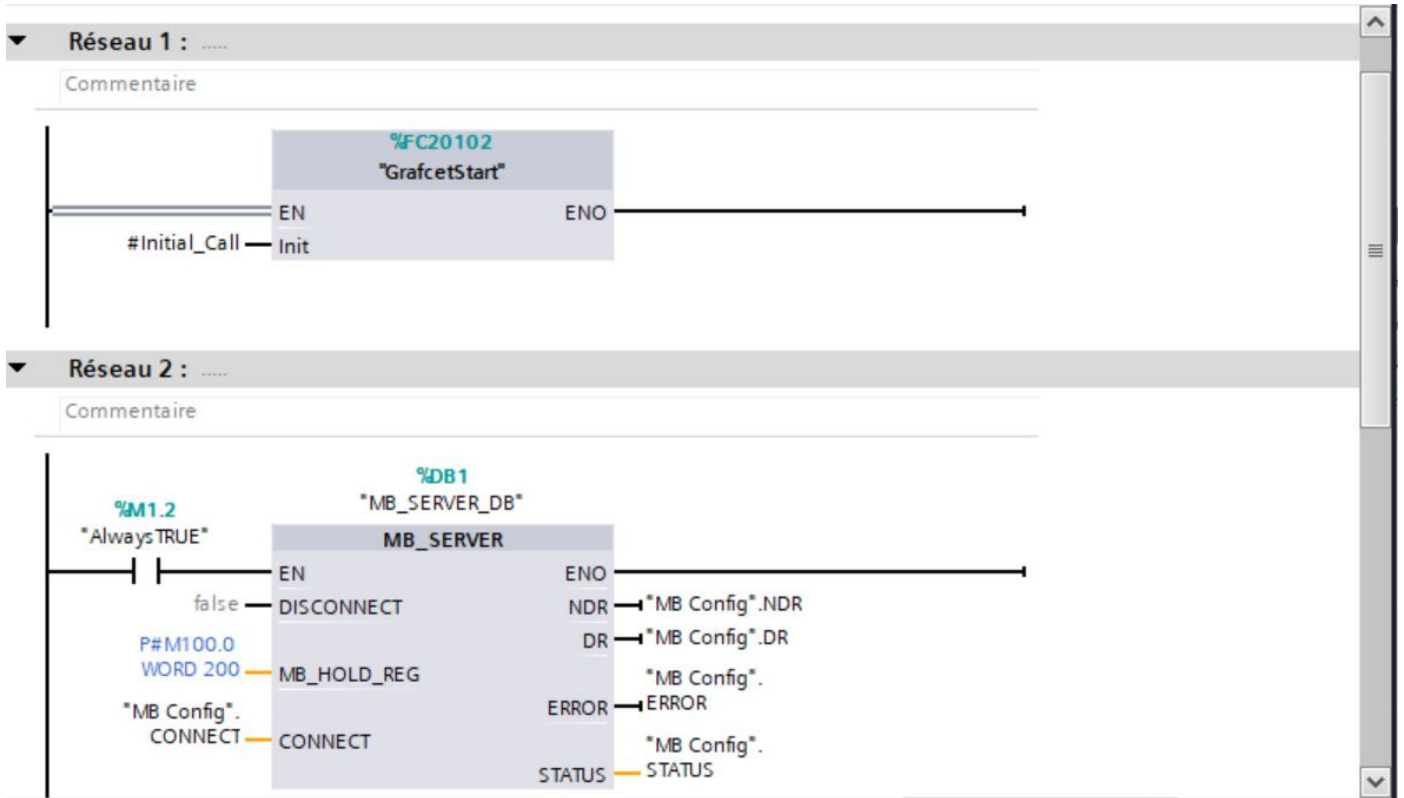 Réseau 1 : .....
Commentaire
%FC20102
"GrafcetStart"
EN ENO
#Initial_Call Init
Réseau 2 : .....
Commentaire
%DB1
"MB_SERVER_DB"
%M1.2
"AlwaysTRUE"
MB_SERVER
EN ENO
false DISCONNECT NDR "MB Config".NDR
DR "MB Config".DR
P#M100.0
WORD 200 MB_HOLD_REG
"MB Config".
ERROR ERROR
"MB Config".
CONNECT CONNECT
"MB Config".
STATUS STATUS